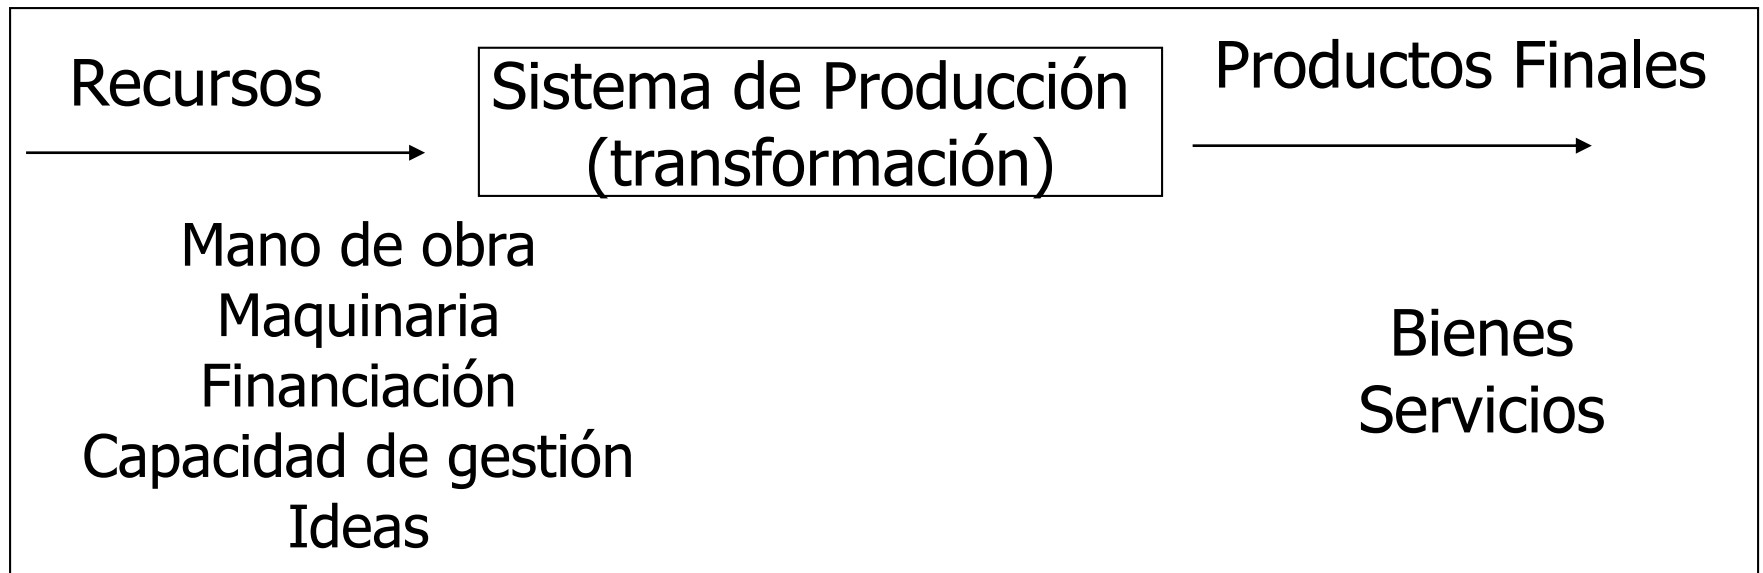 Recursos
Sistema de Producción
(transformación)
Productos Finales
Mano de obra
Maquinaria
Financiación
Capacidad de gestión
Ideas
Bienes
Servicios